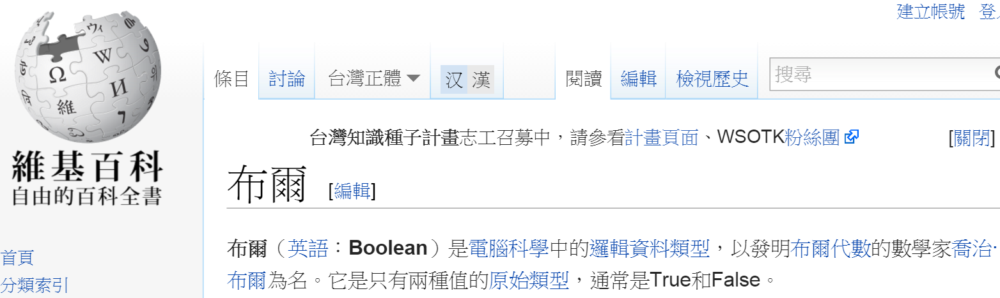 建立帳號 登
條目 討論 台灣正體 汉 漢 閱讀 編輯 檢視歷史 搜尋
台灣知識種子計畫志工召募中，請參看計畫頁面、WSOTK粉絲團 [關閉]
維基百科
自由的百科全書
布爾 [編輯]
布爾（英語：Boolean）是電腦科學中的邏輯資料類型，以發明布爾代數的數學家喬治·
布爾為名。它是只有兩種值的原始類型，通常是True和False。
首頁
分類索引
Ω W И 維 ウィ